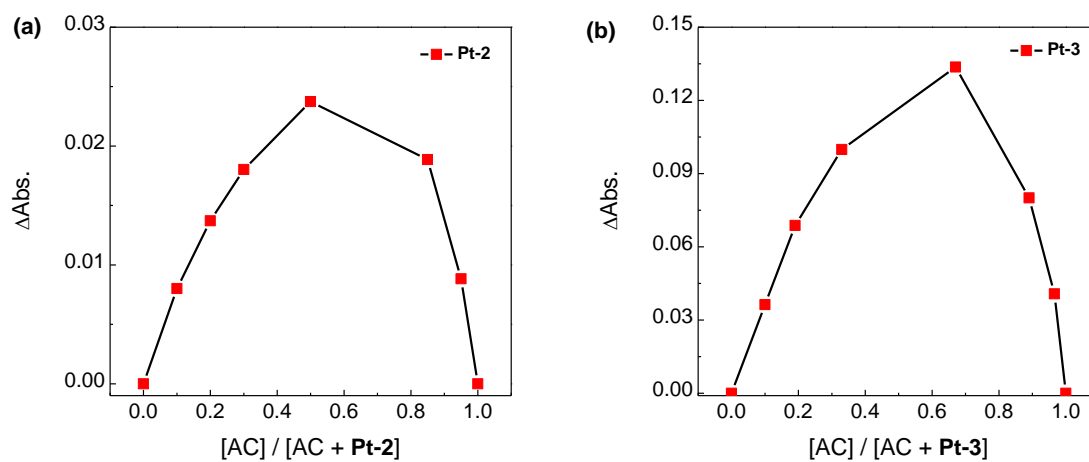 (a)
0.03
0.02
0.01
0.00
ΔAbs.
Pt-2
0.0 0.2 0.4 0.6 0.8 1.0
[AC] / [AC + Pt-2]
(b)
0.15
0.12
0.09
0.06
0.03
0.00
ΔAbs.
Pt-3
0.0 0.2 0.4 0.6 0.8 1.0
[AC] / [AC + Pt-3]